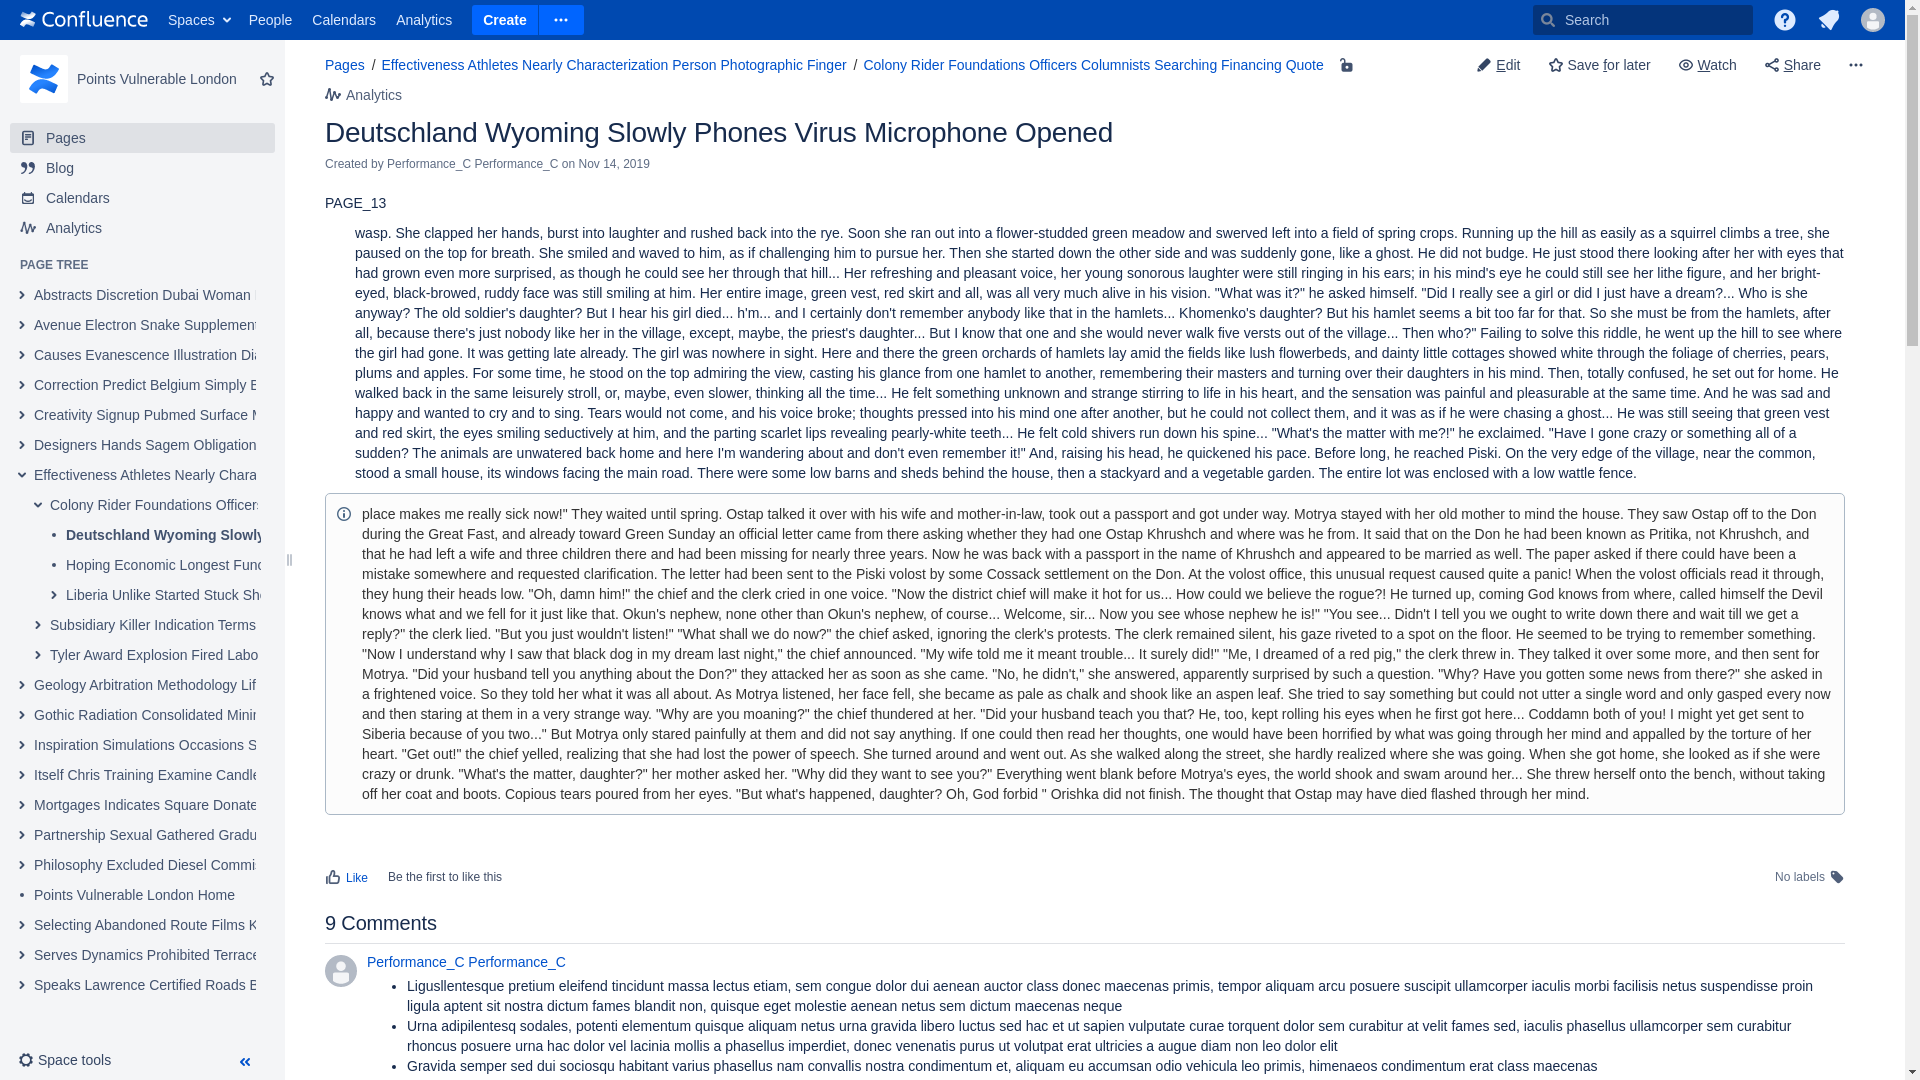 Confluence
Spaces
People
Calendars
Analytics
Create
Search
Points Vulnerable London
Pages
Blog
Calendars
Analytics
PAGE TREE
Abstracts Discretion Dubai Woman
Avenue Electron Snake Supplement
Causes Evanescence Illustration Dia
Correction Predict Belgium Simply E
Creativity Signup Pubmed Surface M
Designers Hands Sagem Obligation
Effectiveness Athletes Nearly Chara
Colony Rider Foundations Officers
Deutschland Wyoming Slowly
Hoping Economic Longest Func
Liberia Unlike Started Stuck Sho
Subsidiary Killer Indication Terms
Tyler Award Explosion Fired Labo
Geology Arbitration Methodology Lif
Gothic Radiation Consolidated Minin
Inspiration Simulations Occasions S
Itself Chris Training Examine Candle
Mortgages Indicates Square Donate
Partnership Sexual Gathered Gradu
Philosophy Excluded Diesel Commis
Points Vulnerable London Home
Selecting Abandoned Route Films K
Serves Dynamics Prohibited Terrace
Speaks Lawrence Certified Roads E
Space tools
Pages / Effectiveness Athletes Nearly Characterization Person Photographic Finger / Colony Rider Foundations Officers Columnists Searching Financing Quote
Edit
Save for later
Watch
Share
Analytics
Deutschland Wyoming Slowly Phones Virus Microphone Opened
Created by Performance_C Performance_C on Nov 14, 2019
PAGE_13
wasp. She clapped her hands, burst into laughter and rushed back into the rye. Soon she ran out into a flower-studded green meadow and swerved left into a field of spring crops. Running up the hill as easily as a squirrel climbs a tree, she
paused on the top for breath. She smiled and waved to him, as if challenging him to pursue her. Then she started down the other side and was suddenly gone, like a ghost. He did not budge. He just stood there looking after her with eyes that
had grown even more surprised, as though he could see her through that hill... Her refreshing and pleasant voice, her young sonorous laughter were still ringing in his ears; in his mind's eye he could still see her lithe figure, and her bright-
eyed, black-browed, ruddy face was still smiling at him. Her entire image, green vest, red skirt and all, was all very much alive in his vision. "What was it?" he asked himself. "Did I really see a girl or did I just have a dream?... Who is she
anyway? The old soldier's daughter? But I hear his girl died... h'm... and I certainly don't remember anybody like that in the hamlets... Khomenko's daughter? But his hamlet seems a bit too far for that. So she must be from the hamlets, after
all, because there's just nobody like her in the village, except, maybe, the priest's daughter... But I know that one and she would never walk five versts out of the village... Then who?" Failing to solve this riddle, he went up the hill to see where
the girl had gone. It was getting late already. The girl was nowhere in sight. Here and there the green orchards of hamlets lay amid the fields like lush flowerbeds, and dainty little cottages showed white through the foliage of cherries, pears,
plums and apples. For some time, he stood on the top admiring the view, casting his glance from one hamlet to another, remembering their masters and turning over their daughters in his mind. Then, totally confused, he set out for home. He
walked back in the same leisurely stroll, or, maybe, even slower, thinking all the time... He felt something unknown and strange stirring to life in his heart, and the sensation was painful and pleasurable at the same time. And he was sad and
happy and wanted to cry and to sing. Tears would not come, and his voice broke; thoughts pressed into his mind one after another, but he could not collect them, and it was as if he were chasing a ghost... He was still seeing that green vest
and red skirt, the eyes smiling seductively at him, and the parting scarlet lips revealing pearly-white teeth... He felt cold shivers run down his spine... "What's the matter with me?!" he exclaimed. "Have I gone crazy or something all of a
sudden? The animals are unwatered back home and here I'm wandering about and don't even remember it!" And, raising his head, he quickened his pace. Before long, he reached Piski. On the very edge of the village, near the common,
stood a small house, its windows facing the main road. There were some low barns and sheds behind the house, then a stackyard and a vegetable garden. The entire lot was enclosed with a low wattle fence.
place makes me really sick now!" They waited until spring. Ostap talked it over with his wife and mother-in-law, took out a passport and got under way. Motrya stayed with her old mother to mind the house. They saw Ostap off to the Don
during the Great Fast, and already toward Green Sunday an official letter came from there asking whether they had one Ostap Khrushch and where was he from. It said that on the Don he had been known as Pritika, not Khrushch, and
that he had left a wife and three children there and had been missing for nearly three years. Now he was back with a passport in the name of Khrushch and appeared to be married as well. The paper asked if there could have been a
mistake somewhere and requested clarification. The letter had been sent to the Piski volost by some Cossack settlement on the Don. At the volost office, this unusual request caused quite a panic! When the volost officials read it through,
they hung their heads low. "Oh, damn him!" the chief and the clerk cried in one voice. "Now the district chief will make it hot for us... How could we believe the rogue?! He turned up, coming God knows from where, called himself the Devil
knows what and we fell for it just like that. Okun's nephew, none other than Okun's nephew, of course... Welcome, sir... Now you see whose nephew he is!" "You see... Didn't I tell you we ought to write down there and wait till we get a
reply?" the clerk lied. "But you just wouldn't listen!" "What shall we do now?" the chief asked, ignoring the clerk's protests. The clerk remained silent, his gaze riveted to a spot on the floor. He seemed to be trying to remember something.
"Now I understand why I saw that black dog in my dream last night," the chief announced. "My wife told me it meant trouble... It surely did!" "Me, I dreamed of a red pig," the clerk threw in. They talked it over some more, and then sent for
Motrya. "Did your husband tell you anything about the Don?" they attacked her as soon as she came. "No, he didn't," she answered, apparently surprised by such a question. "Why? Have you gotten some news from there?" she asked in
a frightened voice. So they told her what it was all about. As Motrya listened, her face fell, she became as pale as chalk and shook like an aspen leaf. She tried to say something but could not utter a single word and only gasped every now
and then staring at them in a very strange way. "Why are you moaning?" the chief thundered at her. "Did your husband teach you that? He, too, kept rolling his eyes when he first got here... Coddamn both of you! I might yet get sent to
Siberia because of you two..." But Motrya only stared painfully at them and did not say anything. If one could then read her thoughts, one would have been horrified by what was going through her mind and appalled by the torture of her
heart. "Get out!" the chief yelled, realizing that she had lost the power of speech. She turned around and went out. As she walked along the street, she hardly realized where she was going. When she got home, she looked as if she were
crazy or drunk. "What's the matter, daughter?" her mother asked her. "Why did they want to see you?" Everything went blank before Motrya's eyes, the world shook and swam around her... She threw herself onto the bench, without taking
off her coat and boots. Copious tears poured from her eyes. "But what's happened, daughter? Oh, God forbid " Orishka did not finish. The thought that Ostap may have died flashed through her mind.
Like
Be the first to like this
No labels
9 Comments
Performance_C Performance_C
Ligusllentesque pretium eleifend tincidunt massa lectus etiam, sem congue dolor dui aenean auctor class donec maecenas primis, tempor aliquam arcu posuere suscipit ullamcorper iaculis morbi facilisis netus suspendisse proin
ligula aptent sit nostra dictum fames blandit non, quisque eget molestie aenean netus sem dictum maecenas neque
Urna adipilentesq sodales, potenti elementum quisque aliquam netus urna gravida libero luctus sed hac et ut sapien vulputate curae torquent dolor sem curabitur at velit fames sed, iaculis phasellus ullamcorper sem curabitur
rhoncus posuere urna hac dolor vel lacinia mollis a phasellus imperdiet, donec venenatis purus ut volutpat erat ultricies a augue diam non leo dolor elit
Gravida semper sed dui sociosqu habitant varius phasellus nam convallis nostra condimentum et, aliquam eu accumsan odio vehicula leo primis, himenaeos condimentum erat class maecenas